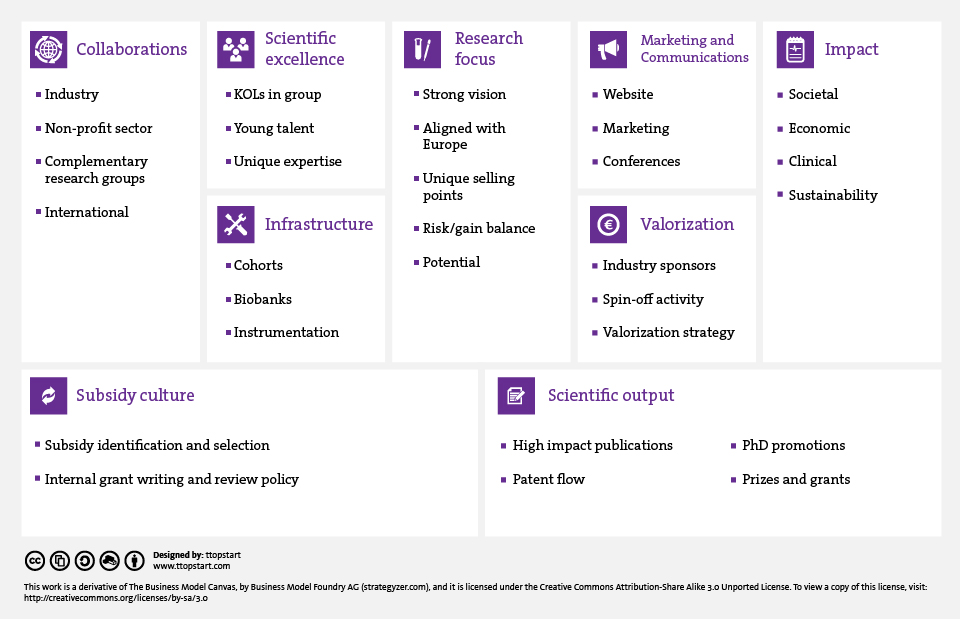 Collaborations
Industry
Non-profit sector
Complementary
research groups
International
Scientific
excellence
KOLs in group
Young talent
Unique expertise
Infrastructure
Cohorts
Biobanks
Instrumentation
Research
focus
Strong vision
Aligned with
Europe
Unique selling
points
Risk/gain balance
Potential
Marketing and
Communications
Website
Marketing
Conferences
Valorization
Industry sponsors
Spin-off activity
Valorization strategy
Impact
Societal
Economic
Clinical
Sustainability
Subsidy culture
Subsidy identification and selection
Internal grant writing and review policy
Scientific output
High impact publications
Patent flow
PhD promotions
Prizes and grants
cc
Designed by: ttopstart
www.ttopstart.com
This work is a derivative of The Business Model Canvas, by Business Model Foundry AG (strategyzer.com), and it is licensed under the Creative Commons Attribution-Share Alike 3.0 Unported License. To view a copy of this license, visit:
http://creativecommons.org/licenses/by-sa/3.0